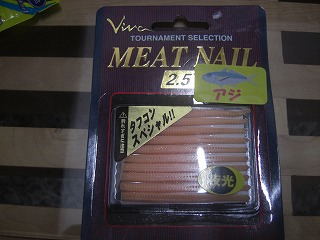 Viva
TOURNAMENT SELECTION
MEAT NAIL
2.5"
アジ
タフコン
スペシャル!!
夜光